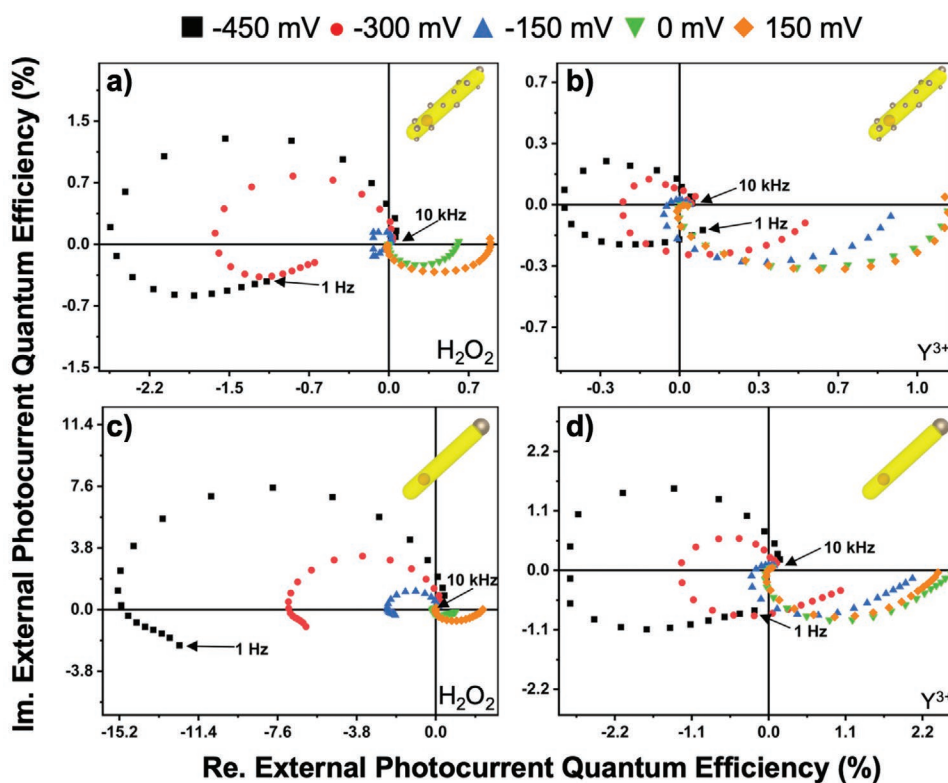 -450 mV -300 mV -150 mV 0 mV 150 mV
Im. External Photocurrent Quantum Efficiency (%)
a)
1.5
0.7
0.0
-0.7
-1.5
10 kHz
1 Hz
H₂O₂
-2.2 -1.5 -0.7 0.0 0.7
b)
0.7
0.3
0.0
-0.3
-0.7
10 kHz
1 Hz
Y³⁺
-0.3 0.0 0.3 0.7 1.0
c)
11.4
7.6
3.8
0.0
-3.8
10 kHz
1 Hz
H₂O₂
-15.2 -11.4 -7.6 -3.8 0.0
d)
2.2
1.1
0.0
-1.1
-2.2
10 kHz
1 Hz
Y³⁺
-2.2 -1.1 0.0 1.1 2.2
Re. External Photocurrent Quantum Efficiency (%)